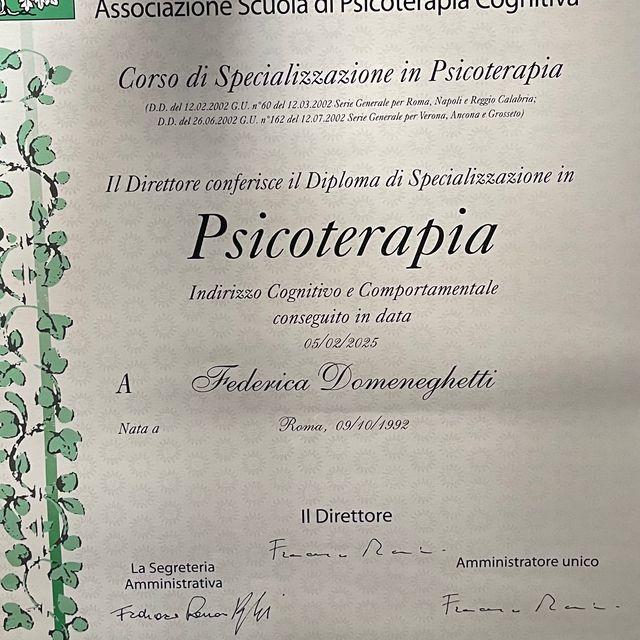 Associazione Scuola di Psicoterapia Cognitiva
Corso di Specializzazione in Psicoterapia
(D.D. del 12.02.2002 G.U. n°60 del 12.03.2002 Serie Generale per Roma, Napoli e Reggio Calabria;
D.D. del 26.06.2002 G.U. n°162 del 12.07.2002 Serie Generale per Verona, Ancona e Grosseto)
Il Direttore conferisce il Diploma di Specializzazione in
Psicoterapia
Indirizzo Cognitivo e Comportamentale
conseguito in data
05/02/2025
A Federica Domeneghetti
Nata a Roma, 09/10/1992
Il Direttore
La Segreteria
Amministrativa
Amministratore unico